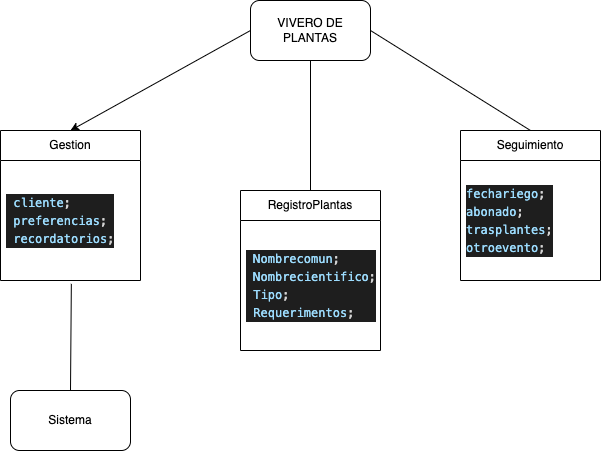 VIVERO DE
PLANTAS
Gestion
cliente;
preferencias;
recordatorios;
RegistroPlantas
Nombrecomun;
Nombrecientifico;
Tipo;
Requerimentos;
Seguimiento
fechariego;
abonado;
trasplantes;
otroevento;
Sistema